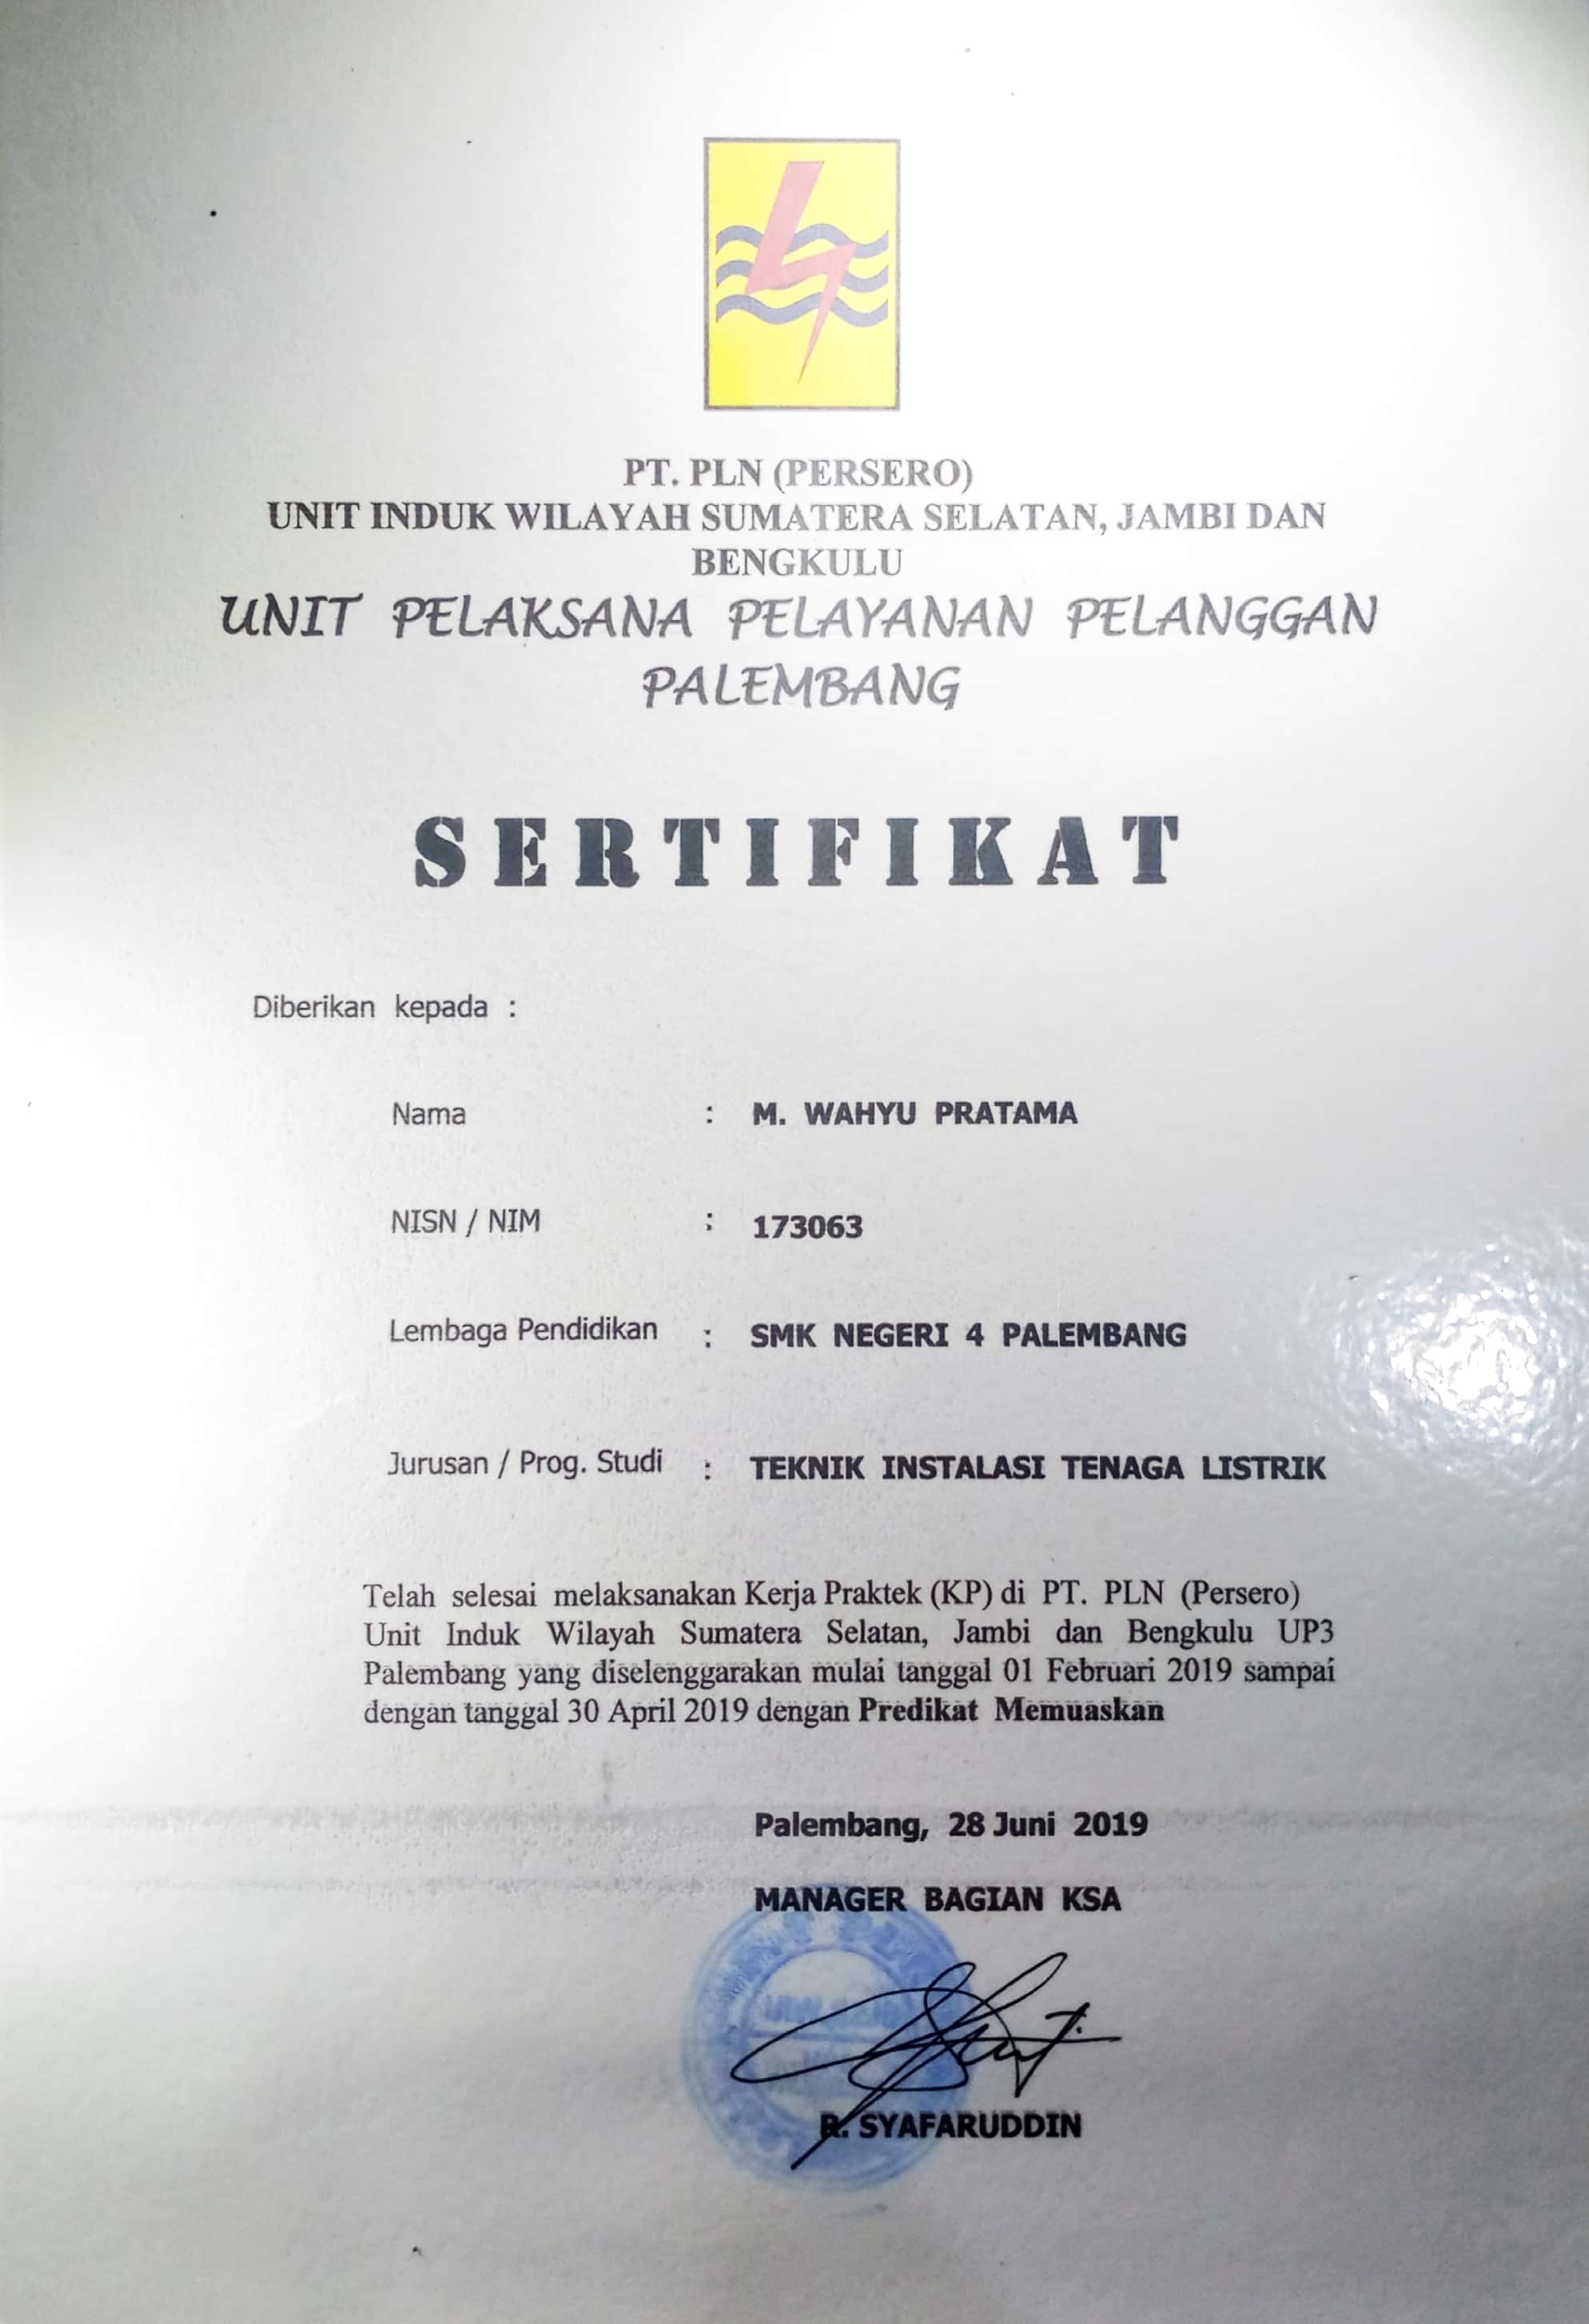 PT. PLN (PERSERO)
UNIT INDUK WILAYAH SUMATERA SELATAN, JAMBI DAN
BENGKULU
UNIT PELAKSANA PELAYANAN PELANGGAN
PALEMBANG
SERTIFIKAT
Diberikan kepada :
Nama : M. WAHYU PRATAMA
NISN / NIM : 173063
Lembaga Pendidikan : SMK NEGERI 4 PALEMBANG
Jurusan / Prog. Studi : TEKNIK INSTALASI TENAGA LISTRIK
Telah selesai melaksanakan Kerja Praktek (KP) di PT. PLN (Persero)
Unit Induk Wilayah Sumatera Selatan, Jambi dan Bengkulu UP3
Palembang yang diselenggarakan mulai tanggal 01 Februari 2019 sampai
dengan tanggal 30 April 2019 dengan Predikat Memuaskan
Palembang, 28 Juni 2019
MANAGER BAGIAN KSA
R. SYAFARUDDIN